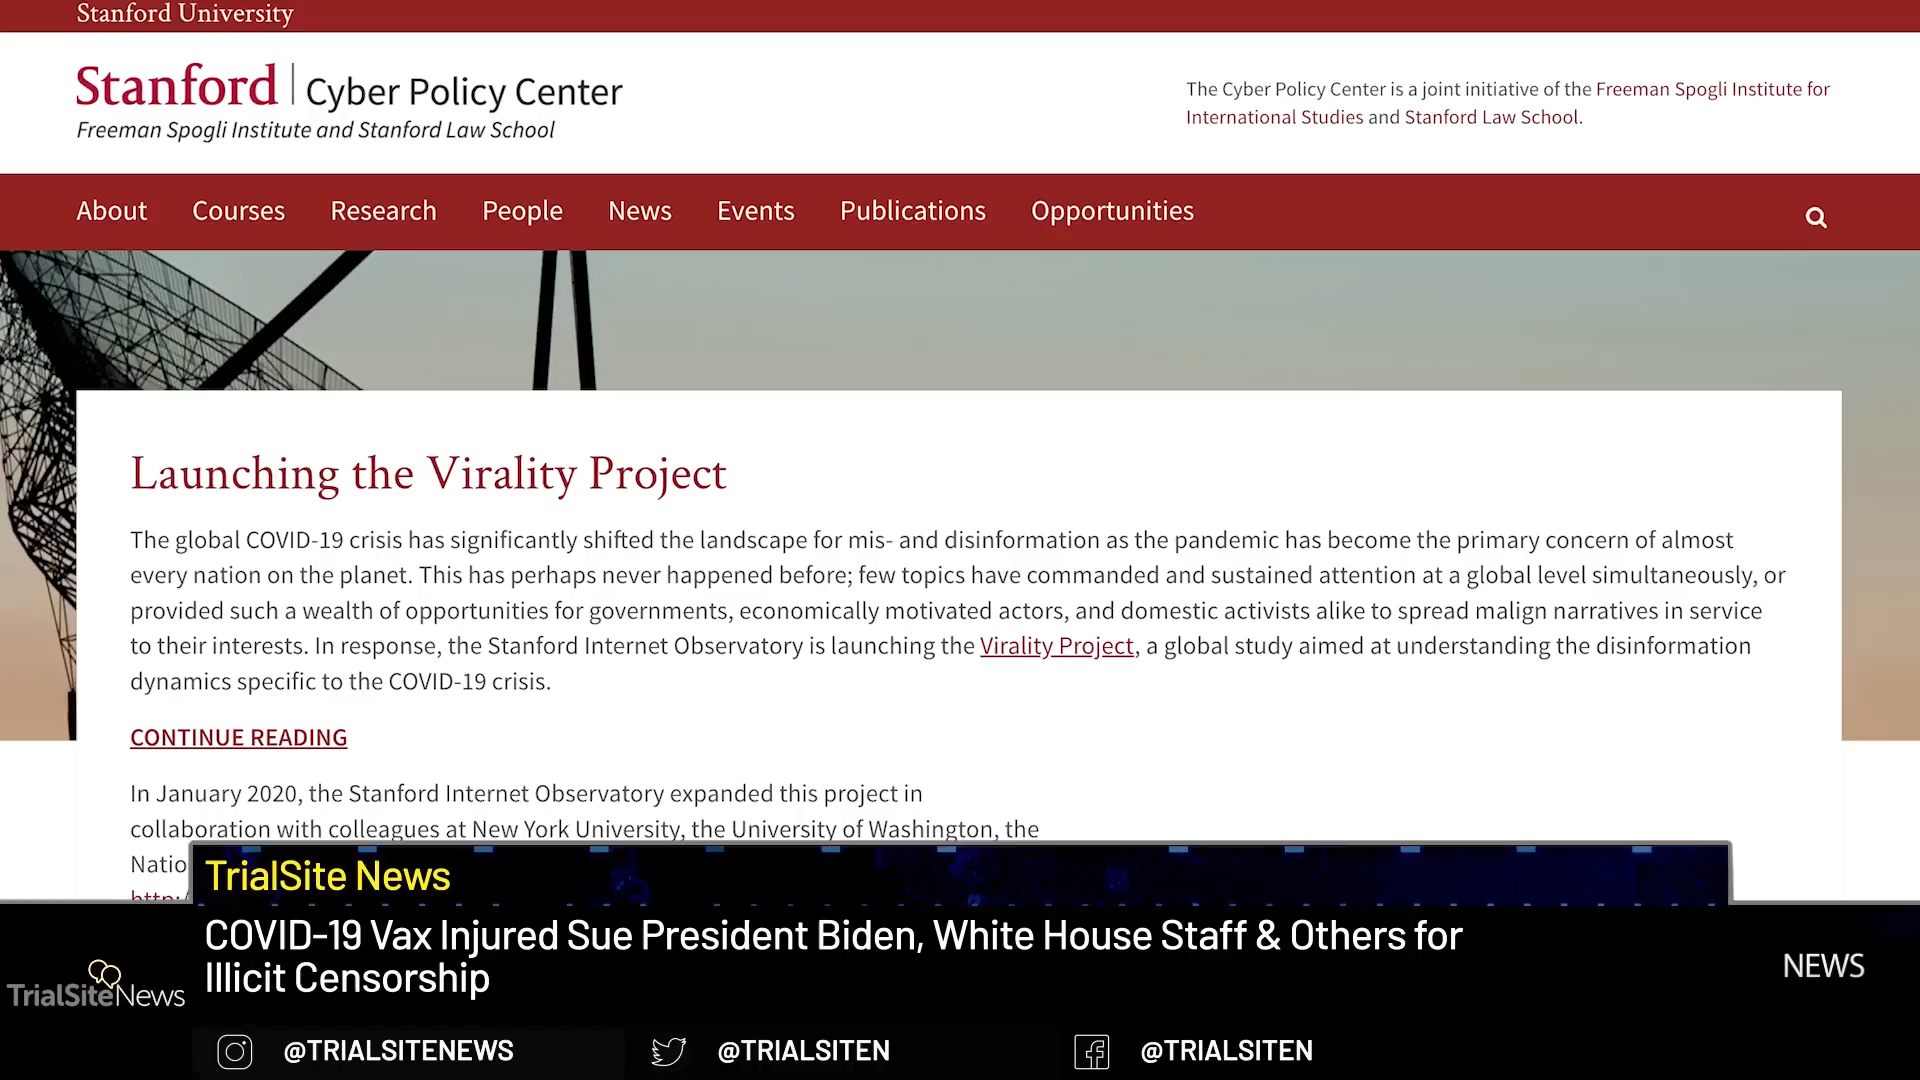 Stanford University
Stanford | Cyber Policy Center
Freeman Spogli Institute and Stanford Law School
The Cyber Policy Center is a joint initiative of the Freeman Spogli Institute for
International Studies and Stanford Law School.
About Courses Research People News Events Publications Opportunities
Launching the Virality Project
The global COVID-19 crisis has significantly shifted the landscape for mis- and disinformation as the pandemic has become the primary concern of almost
every nation on the planet. This has perhaps never happened before; few topics have commanded and sustained attention at a global level simultaneously, or
provided such a wealth of opportunities for governments, economically motivated actors, and domestic activists alike to spread malign narratives in service
to their interests. In response, the Stanford Internet Observatory is launching the Virality Project, a global study aimed at understanding the disinformation
dynamics specific to the COVID-19 crisis.
CONTINUE READING
In January 2020, the Stanford Internet Observatory expanded this project in
collaboration with colleagues at New York University, the University of Washington, the
Natio
TrialSite News
COVID-19 Vax Injured Sue President Biden, White House Staff & Others for
Illicit Censorship
TrialSiteNews
NEWS
@TRIALSITENEWS @TRIALSITEN @TRIALSITEN